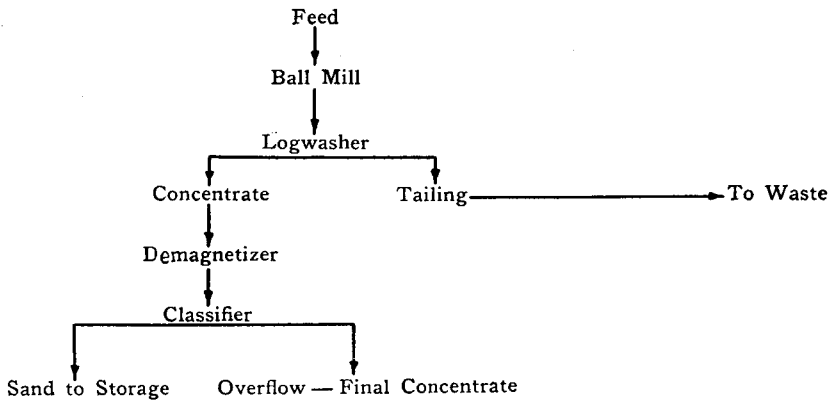 Feed
Ball Mill
Logwasher
Concentrate
Tailing
To Waste
Demagnetizer
Classifier
Sand to Storage
Overflow — Final Concentrate